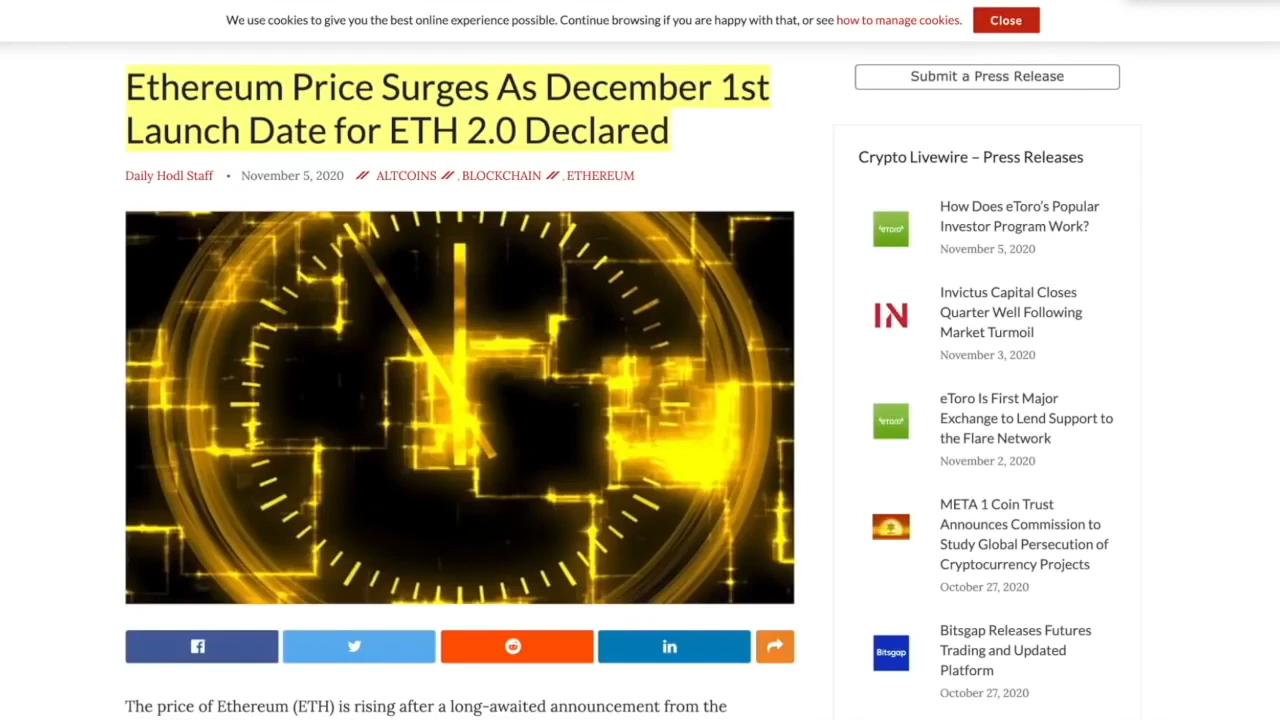 We use cookies to give you the best online experience possible. Continue browsing if you are happy with that, or see how to manage cookies.
Close
Ethereum Price Surges As December 1st
Launch Date for ETH 2.0 Declared
Daily Hodl Staff • November 5, 2020 // ALTCOINS //, BLOCKCHAIN //, ETHEREUM
The price of Ethereum (ETH) is rising after a long-awaited announcement from the
Submit a Press Release
Crypto Livewire – Press Releases
eToro
How Does eToro's Popular
Investor Program Work?
November 5, 2020
IN
Invictus Capital Closes
Quarter Well Following
Market Turmoil
November 3, 2020
eToro
eToro Is First Major
Exchange to Lend Support to
the Flare Network
November 2, 2020
META 1 Coin Trust
Announces Commission to
Study Global Persecution of
Cryptocurrency Projects
October 27, 2020
Bitsgap
Bitsgap Releases Futures
Trading and Updated
Platform
October 27, 2020